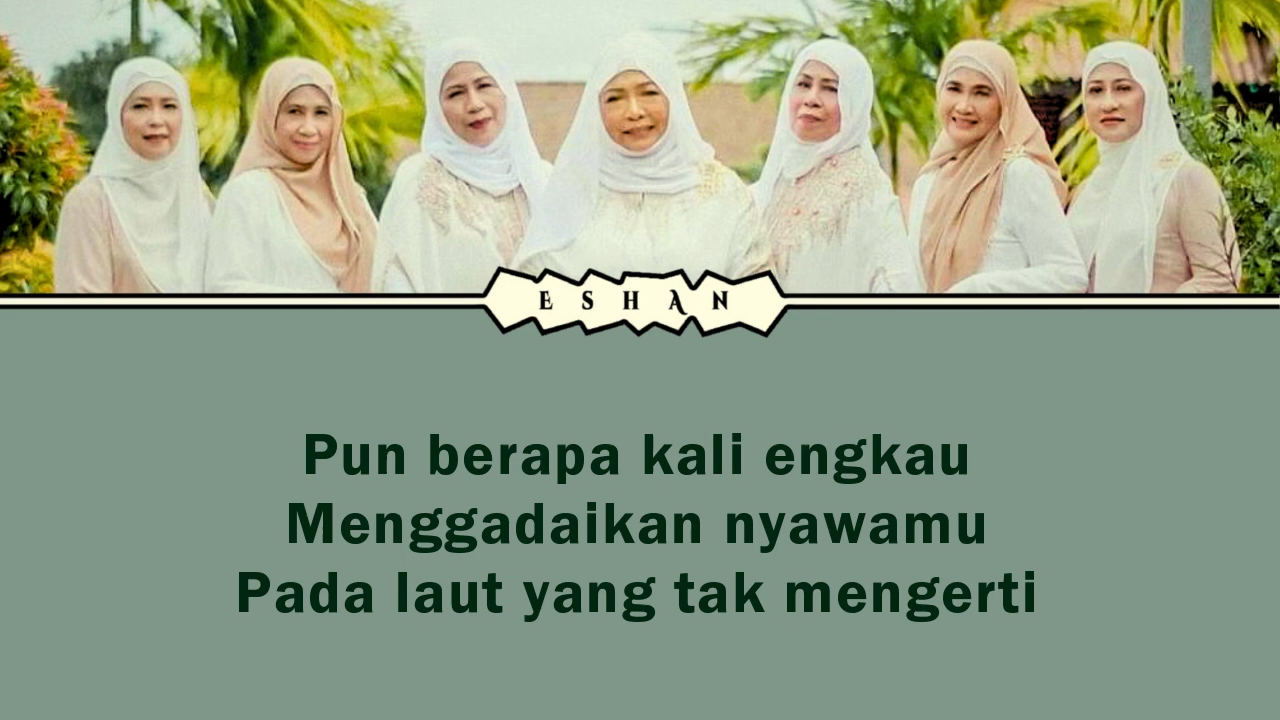 ESHAN
Pun berapa kali engkau
Menggadaikan nyawamu
Pada laut yang tak mengerti